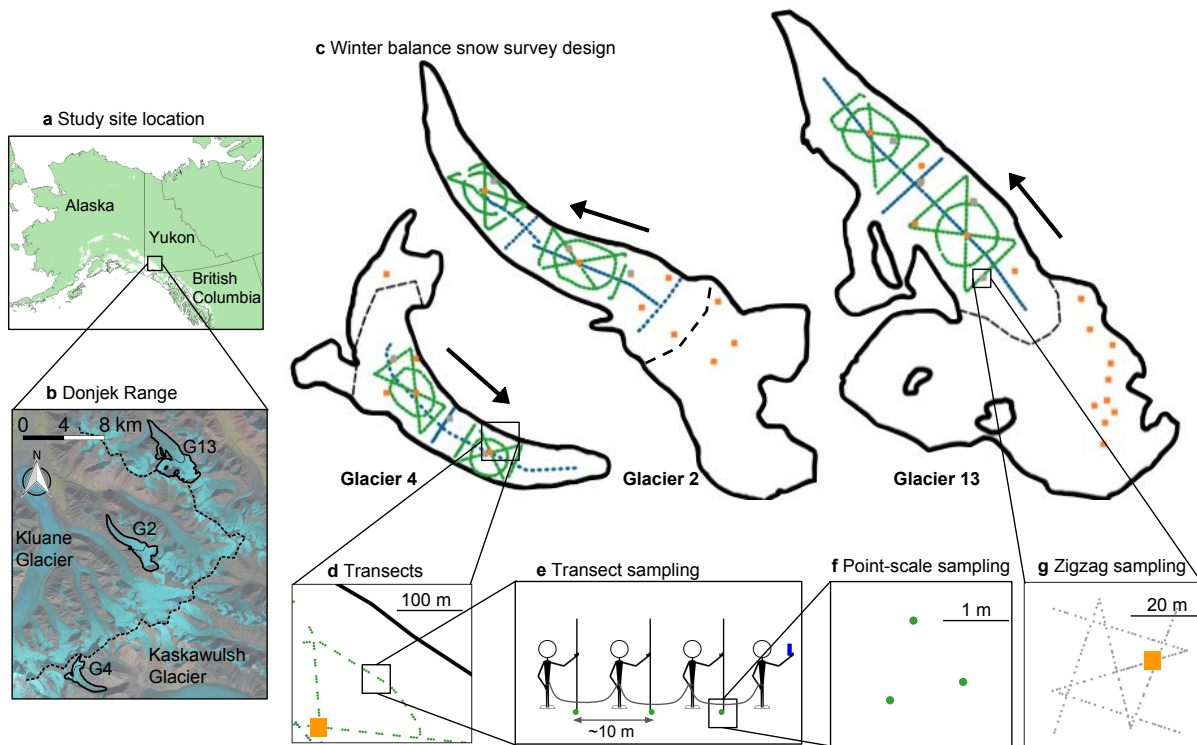 c Winter balance snow survey design
a Study site location
Alaska
Yukon
British
Columbia
b Donjek Range
0 4 8 km
N
G13
G2
Kluane
Glacier
G4
Kaskawulsh
Glacier
Glacier 4
Glacier 2
Glacier 13
d Transects
100 m
e Transect sampling
~10 m
f Point-scale sampling
1 m
g Zigzag sampling
20 m